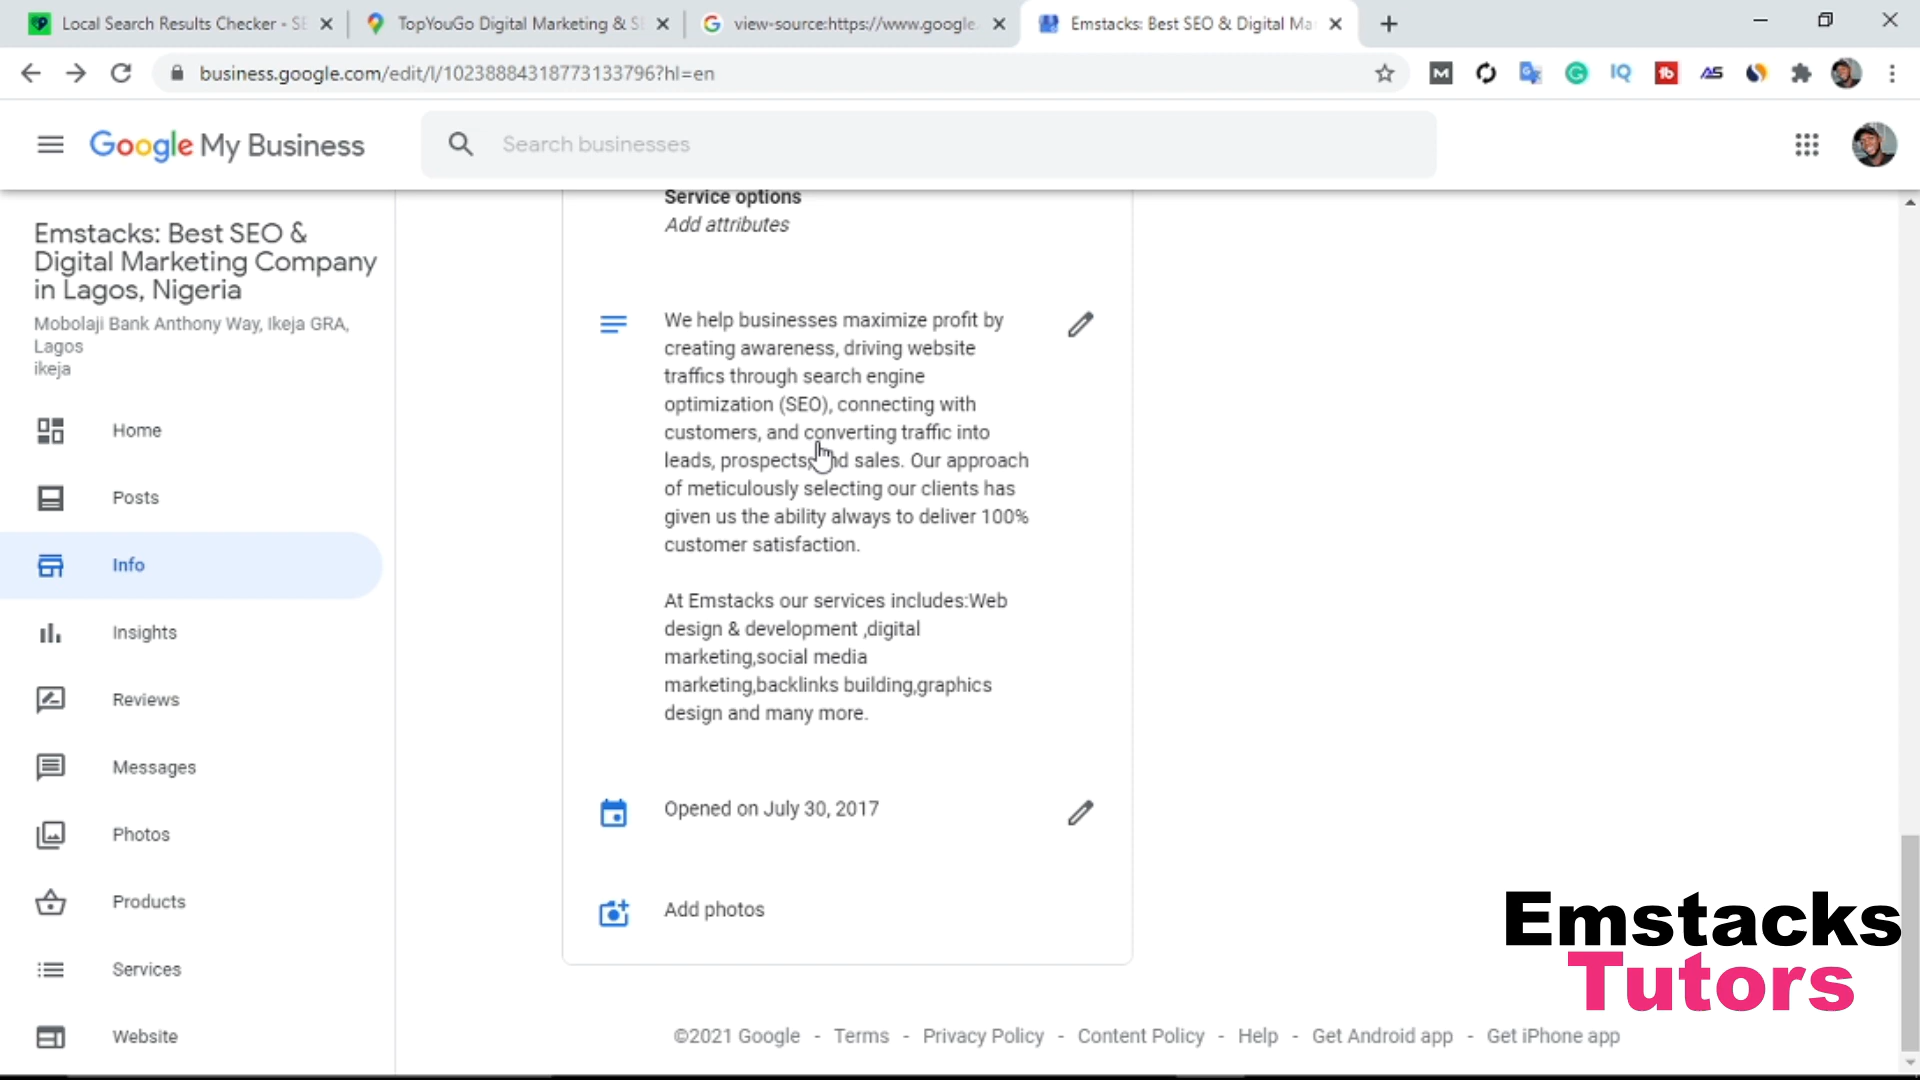 Local Search Results Checker - SE
TopYouGo Digital Marketing & S
view-source:https://www.google.
Emstacks: Best SEO & Digital Mar
business.google.com/edit/l/10238884318773133796?hl=en
Google My Business
Search businesses
Emstacks: Best SEO &
Digital Marketing Company
in Lagos, Nigeria
Mobolaji Bank Anthony Way, Ikeja GRA,
Lagos
ikeja
Home
Posts
Info
Insights
Reviews
Messages
Photos
Products
Services
Website
Service options
Add attributes
We help businesses maximize profit by
creating awareness, driving website
traffics through search engine
optimization (SEO), connecting with
customers, and converting traffic into
leads, prospects, and sales. Our approach
of meticulously selecting our clients has
given us the ability always to deliver 100%
customer satisfaction.
At Emstacks our services includes:Web
design & development ,digital
marketing,social media
marketing,backlinks building,graphics
design and many more.
Opened on July 30, 2017
Add photos
Emstacks
Tutors
©2021 Google - Terms - Privacy Policy - Content Policy - Help - Get Android app - Get iPhone app